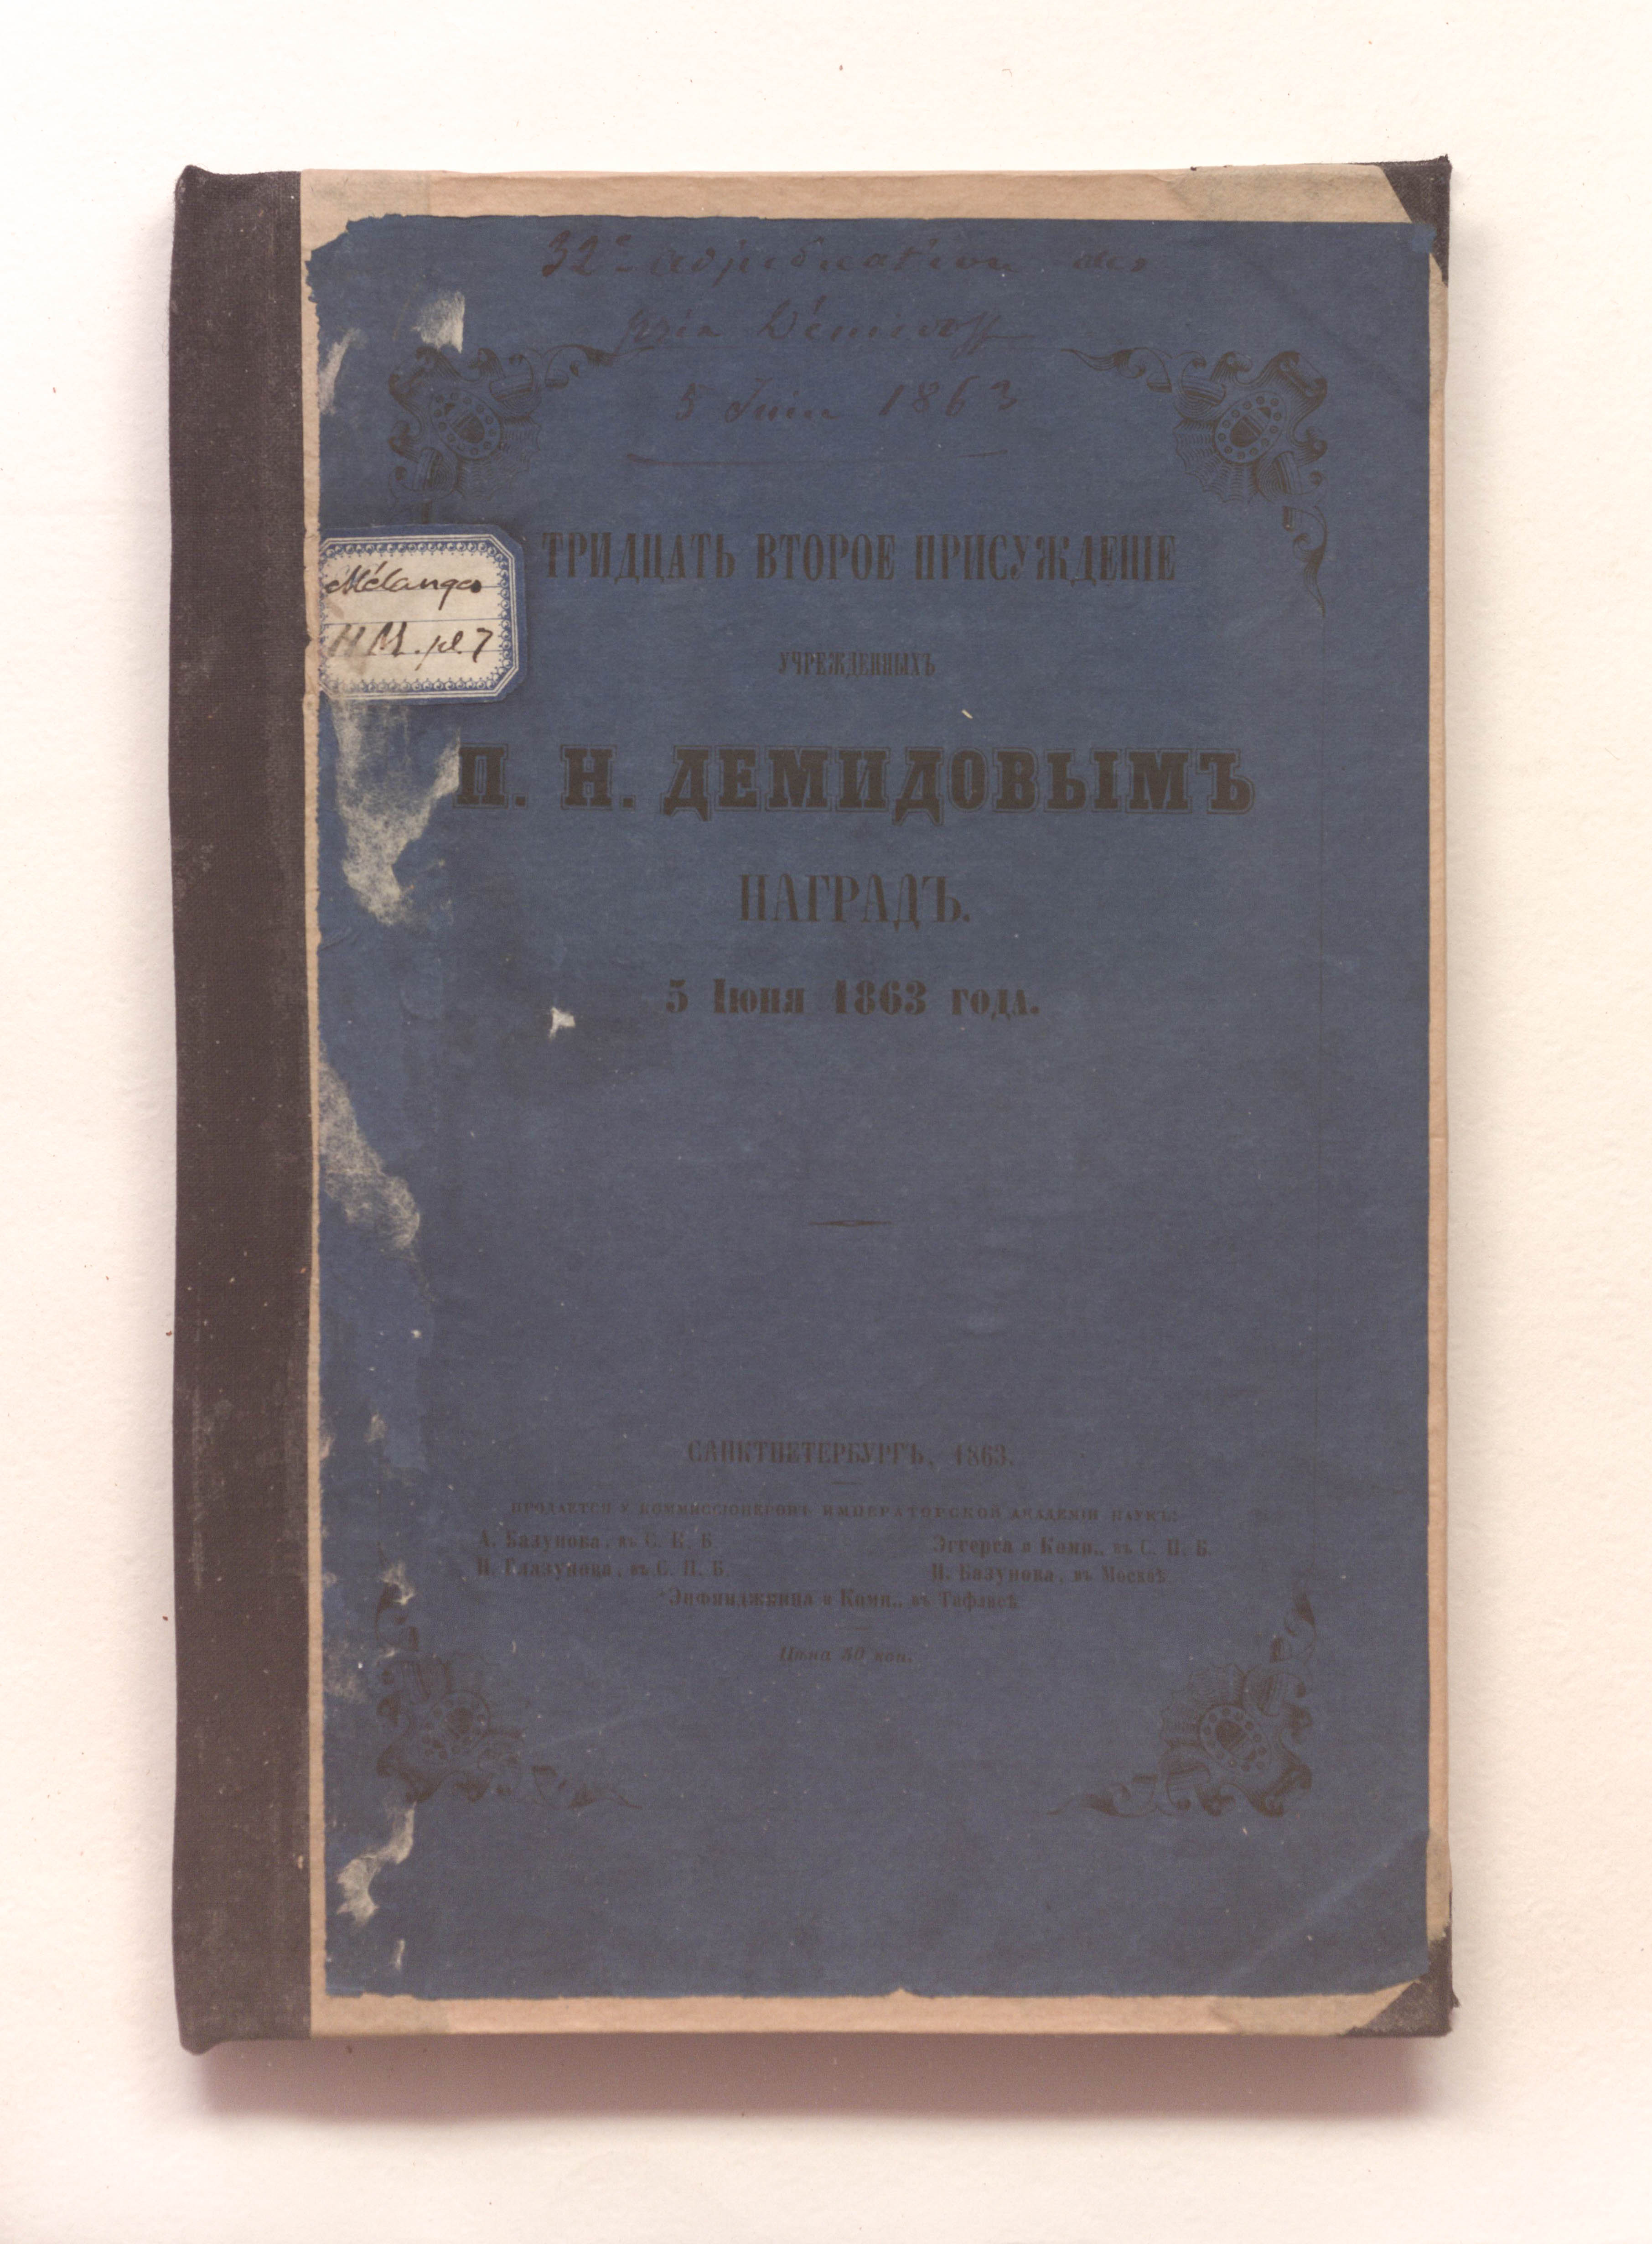 32e adjudication des
prix Démidoff
5 Juin 1863
ТРИДЦАТЬ ВТОРОЕ ПРИСУЖДЕНІЕ
Mélanges
H M. pl 7
УЧРЕЖДЕННЫХЪ
П. Н. ДЕМИДОВЫМЪ
НАГРАДЪ.
5 Іюня 1863 года.
САНКТПЕТЕРБУРГЪ, 1863.
ПРОДАЕТСЯ У КОММИССІОНЕРОВЪ ИМПЕРАТОРСКОЙ АКАДЕМІИ НАУКЪ:
А. Базунова, въ С. П. Б.
Эггерса и Комп., въ С. П. Б.
И. Глазунова, въ С. П. Б.
И. Базунова, въ Москвѣ
Энфянджянца и Комп., въ Тифлисѣ
Цѣна 50 коп.